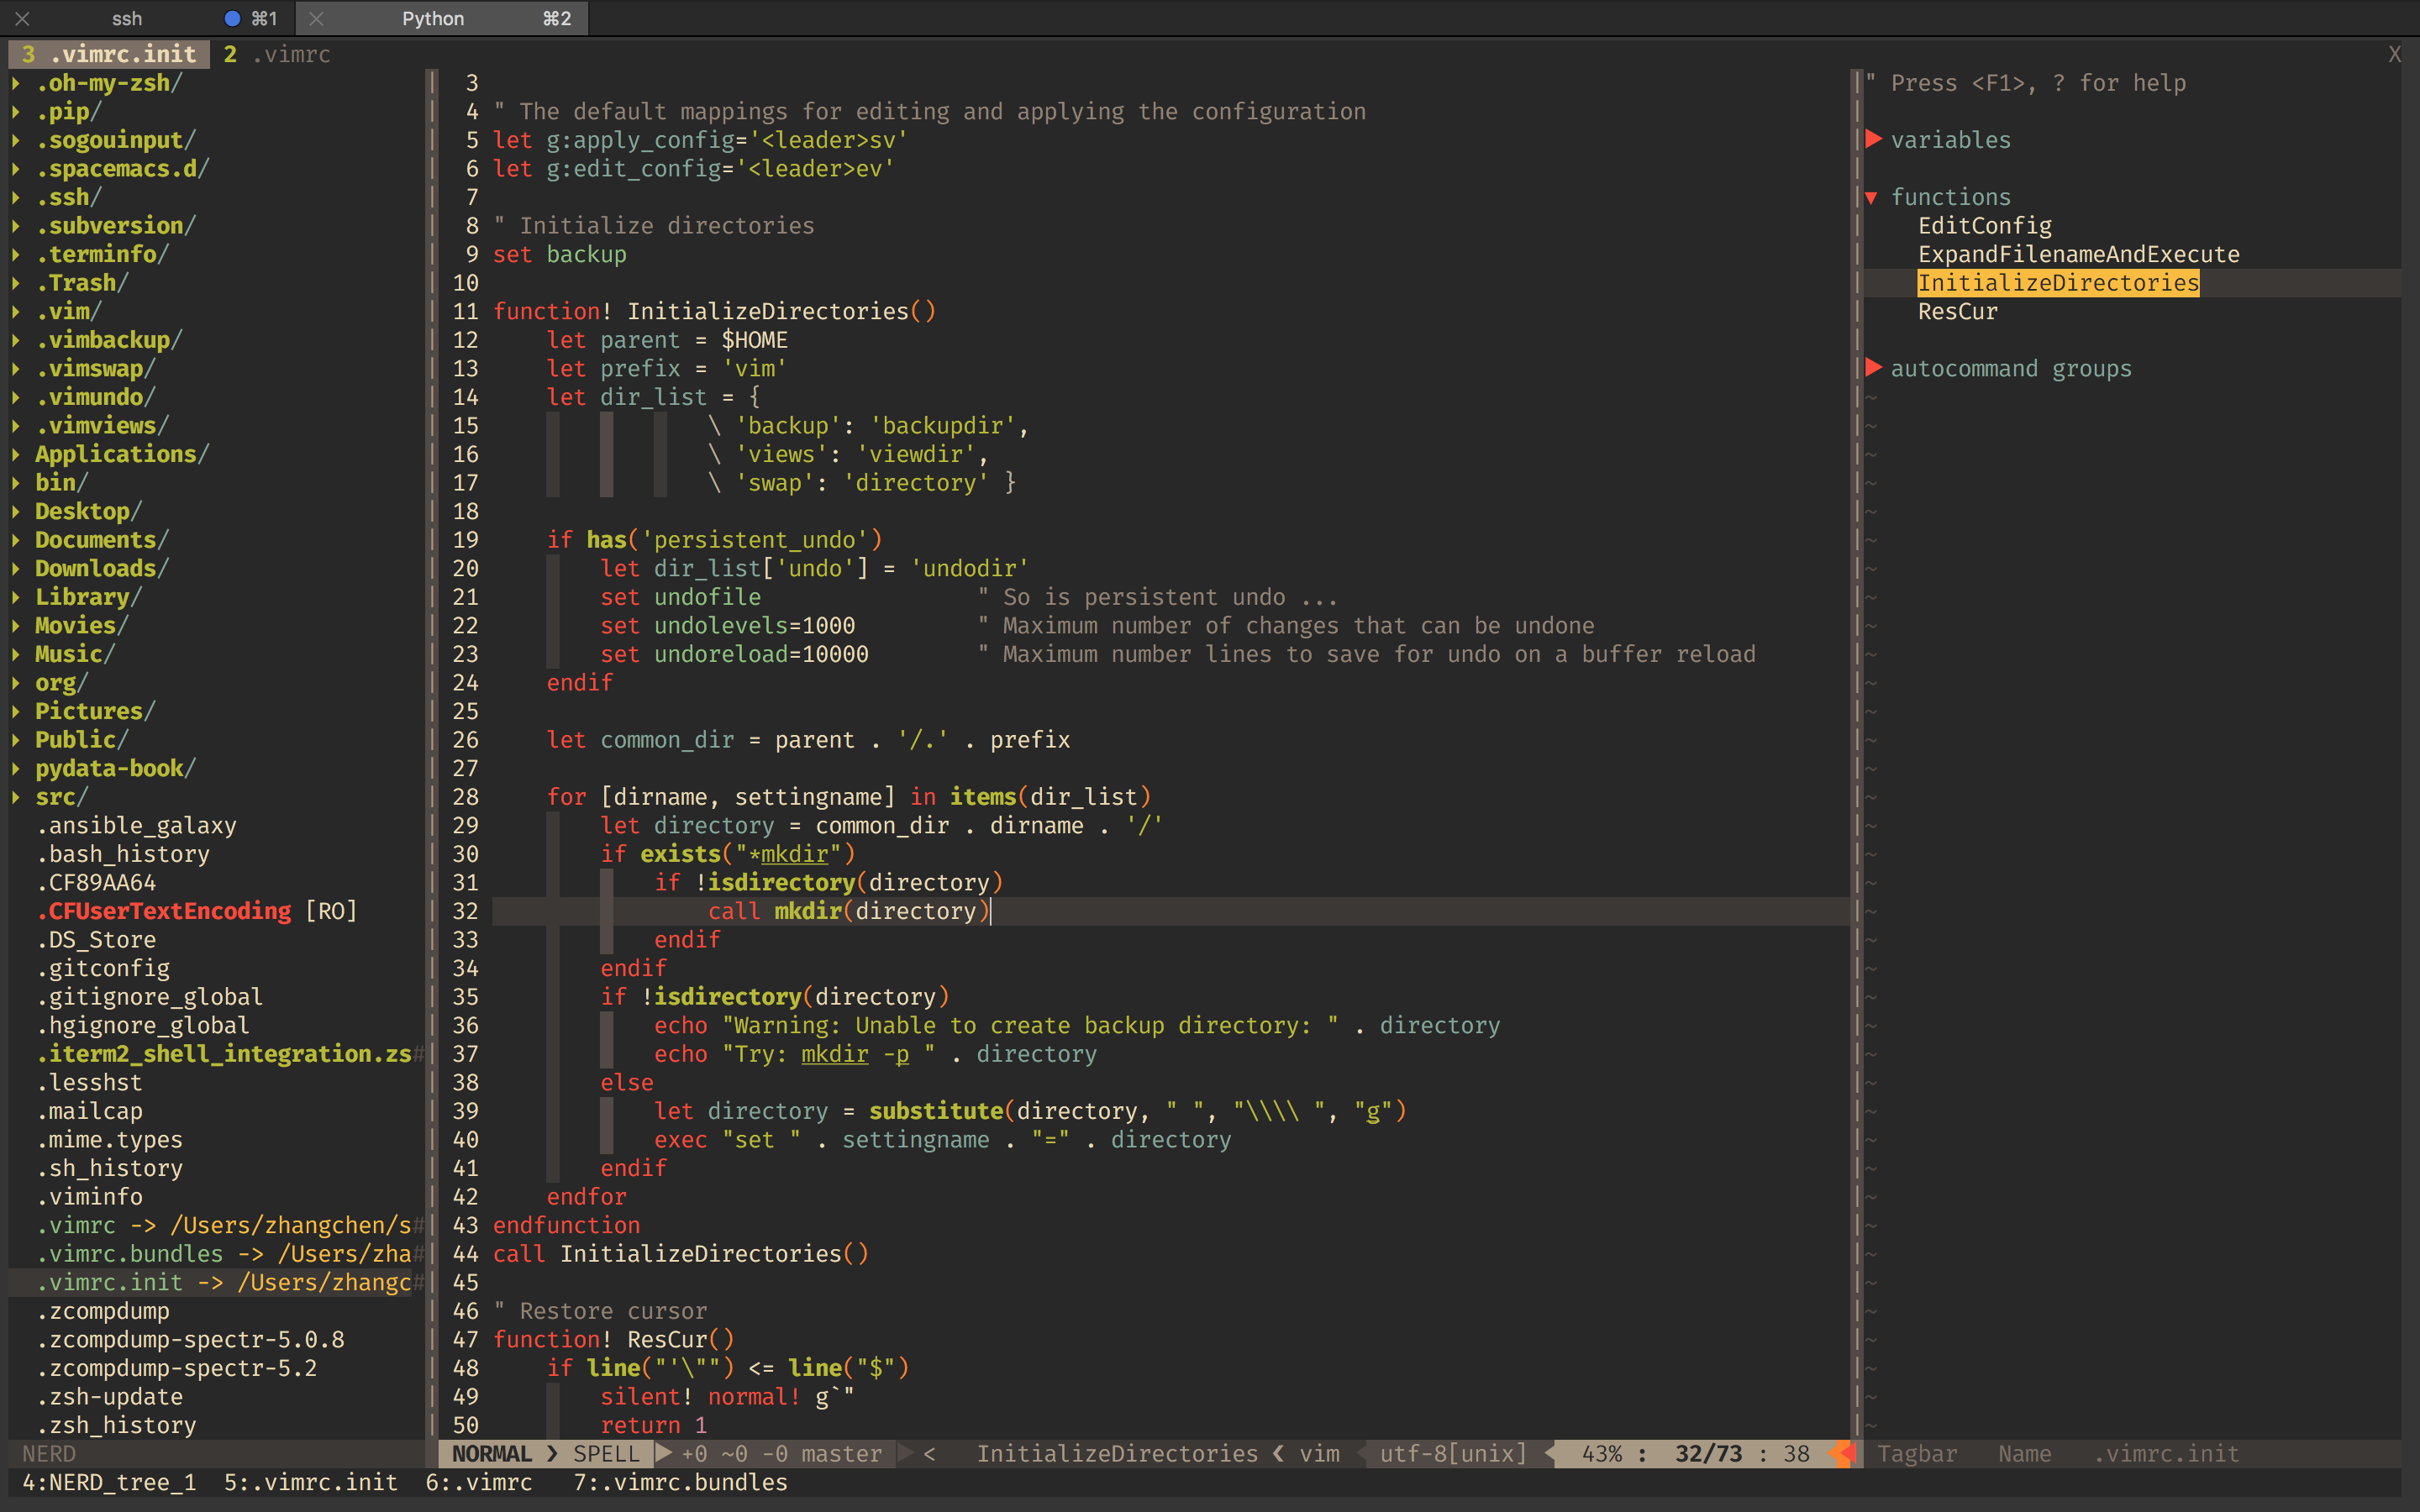 ssh ⌘1 Python ⌘2
3 .vimrc.init 2 .vimrc X
▸ .oh-my-zsh/
▸ .pip/
▸ .sogouinput/
▸ .spacemacs.d/
▸ .ssh/
▸ .subversion/
▸ .terminfo/
▸ .Trash/
▸ .vim/
▸ .vimbackup/
▸ .vimswap/
▸ .vimundo/
▸ .vimviews/
▸ Applications/
▸ bin/
▸ Desktop/
▸ Documents/
▸ Downloads/
▸ Library/
▸ Movies/
▸ Music/
▸ org/
▸ Pictures/
▸ Public/
▸ pydata-book/
▸ src/
.ansible_galaxy
.bash_history
.CF89AA64
.CFUserTextEncoding [RO]
.DS_Store
.gitconfig
.gitignore_global
.hgignore_global
.iterm2_shell_integration.zs#
.lesshst
.mailcap
.mime.types
.sh_history
.viminfo
.vimrc -> /Users/zhangchen/s#
.vimrc.bundles -> /Users/zha#
.vimrc.init -> /Users/zhangc#
.zcompdump
.zcompdump-spectr-5.0.8
.zcompdump-spectr-5.2
.zsh-update
.zsh_history
NERD
3
4 " The default mappings for editing and applying the configuration
5 let g:apply_config='<leader>sv'
6 let g:edit_config='<leader>ev'
7
8 " Initialize directories
9 set backup
10
11 function! InitializeDirectories()
12     let parent = $HOME
13     let prefix = 'vim'
14     let dir_list = {
15                 \ 'backup': 'backupdir',
16                 \ 'views': 'viewdir',
17                 \ 'swap': 'directory' }
18
19     if has('persistent_undo')
20         let dir_list['undo'] = 'undodir'
21         set undofile                " So is persistent undo ...
22         set undolevels=1000         " Maximum number of changes that can be undone
23         set undoreload=10000        " Maximum number lines to save for undo on a buffer reload
24     endif
25
26     let common_dir = parent . '/.' . prefix
27
28     for [dirname, settingname] in items(dir_list)
29         let directory = common_dir . dirname . '/'
30         if exists("*mkdir")
31             if !isdirectory(directory)
32                 call mkdir(directory)
33             endif
34         endif
35         if !isdirectory(directory)
36             echo "Warning: Unable to create backup directory: " . directory
37             echo "Try: mkdir -p " . directory
38         else
39             let directory = substitute(directory, " ", "\\\\ ", "g")
40             exec "set " . settingname . "=" . directory
41         endif
42     endfor
43 endfunction
44 call InitializeDirectories()
45
46 " Restore cursor
47 function! ResCur()
48     if line("'\"") <= line("$")
49         silent! normal! g`"
50         return 1
NORMAL ❯ SPELL +0 ~0 -0 master < InitializeDirectories ❮ vim utf-8[unix] 43% : 32/73 : 38
" Press <F1>, ? for help
▶ variables
▼ functions
EditConfig
ExpandFilenameAndExecute
InitializeDirectories
ResCur
▶ autocommand groups
Tagbar Name .vimrc.init
4:NERD_tree_1 5:.vimrc.init 6:.vimrc 7:.vimrc.bundles